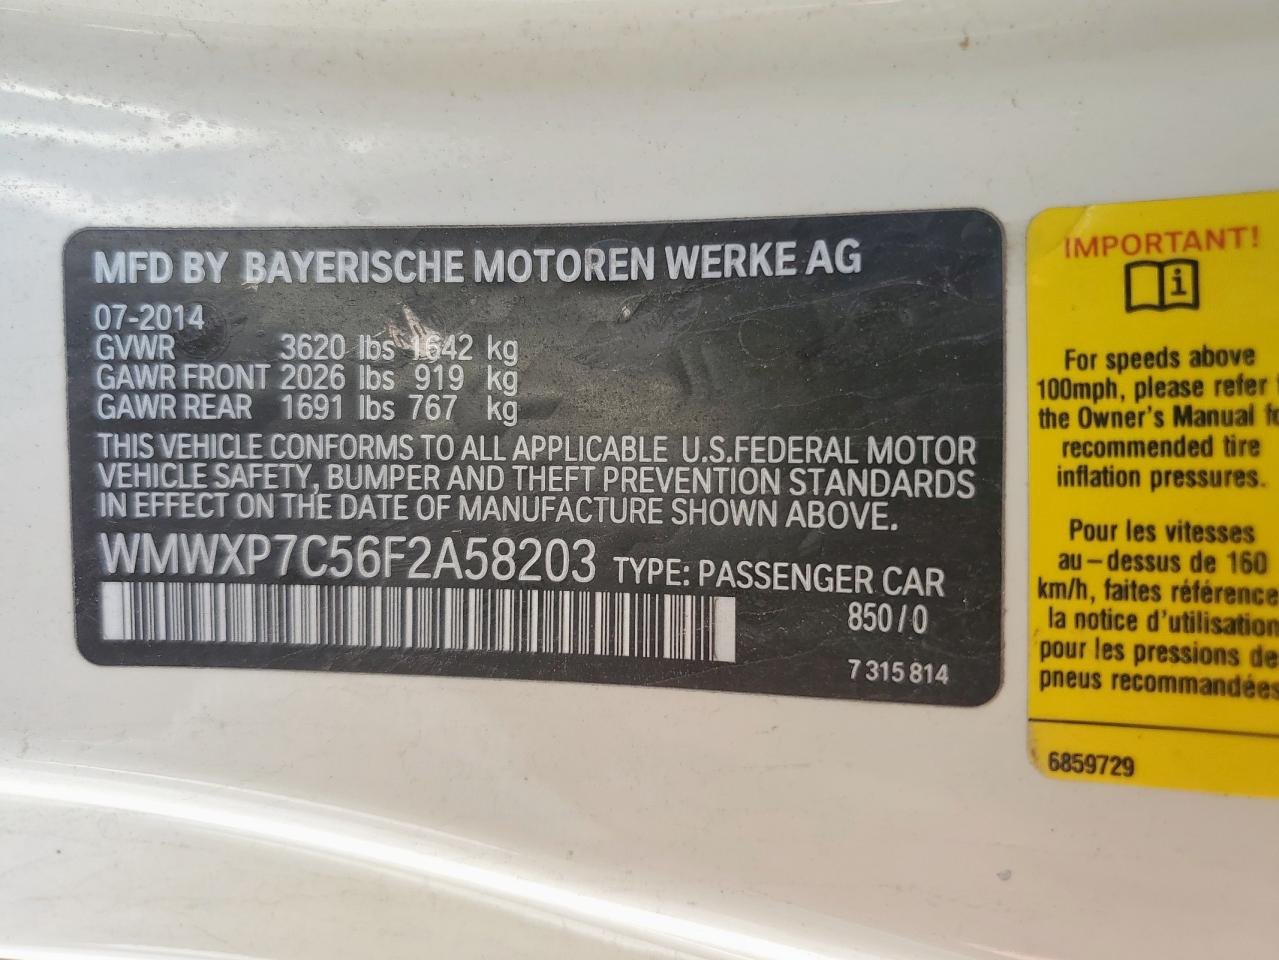 MFD BY BAYERISCHE MOTOREN WERKE AG
07-2014
GVWR 3620 lbs 1642 kg
GAWR FRONT 2026 lbs 919 kg
GAWR REAR 1691 lbs 767 kg
THIS VEHICLE CONFORMS TO ALL APPLICABLE U.S.FEDERAL MOTOR
VEHICLE SAFETY, BUMPER AND THEFT PREVENTION STANDARDS
IN EFFECT ON THE DATE OF MANUFACTURE SHOWN ABOVE.
WMWXP7C56F2A58203 TYPE: PASSENGER CAR
850/0
7 315 814
IMPORTANT!
i
For speeds above
100mph, please refer
the Owner's Manual
recommended tire
inflation pressures.
Pour les vitesses
au-dessus de 160
km/h, faites référence
la notice d'utilisation
pour les pressions de
pneus recommandées
6859729